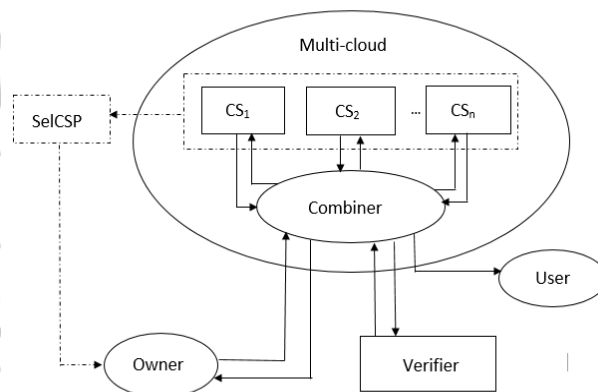 Multi-cloud
SelCSP
CS1
CS2
...
CSn
Combiner
User
Owner
Verifier